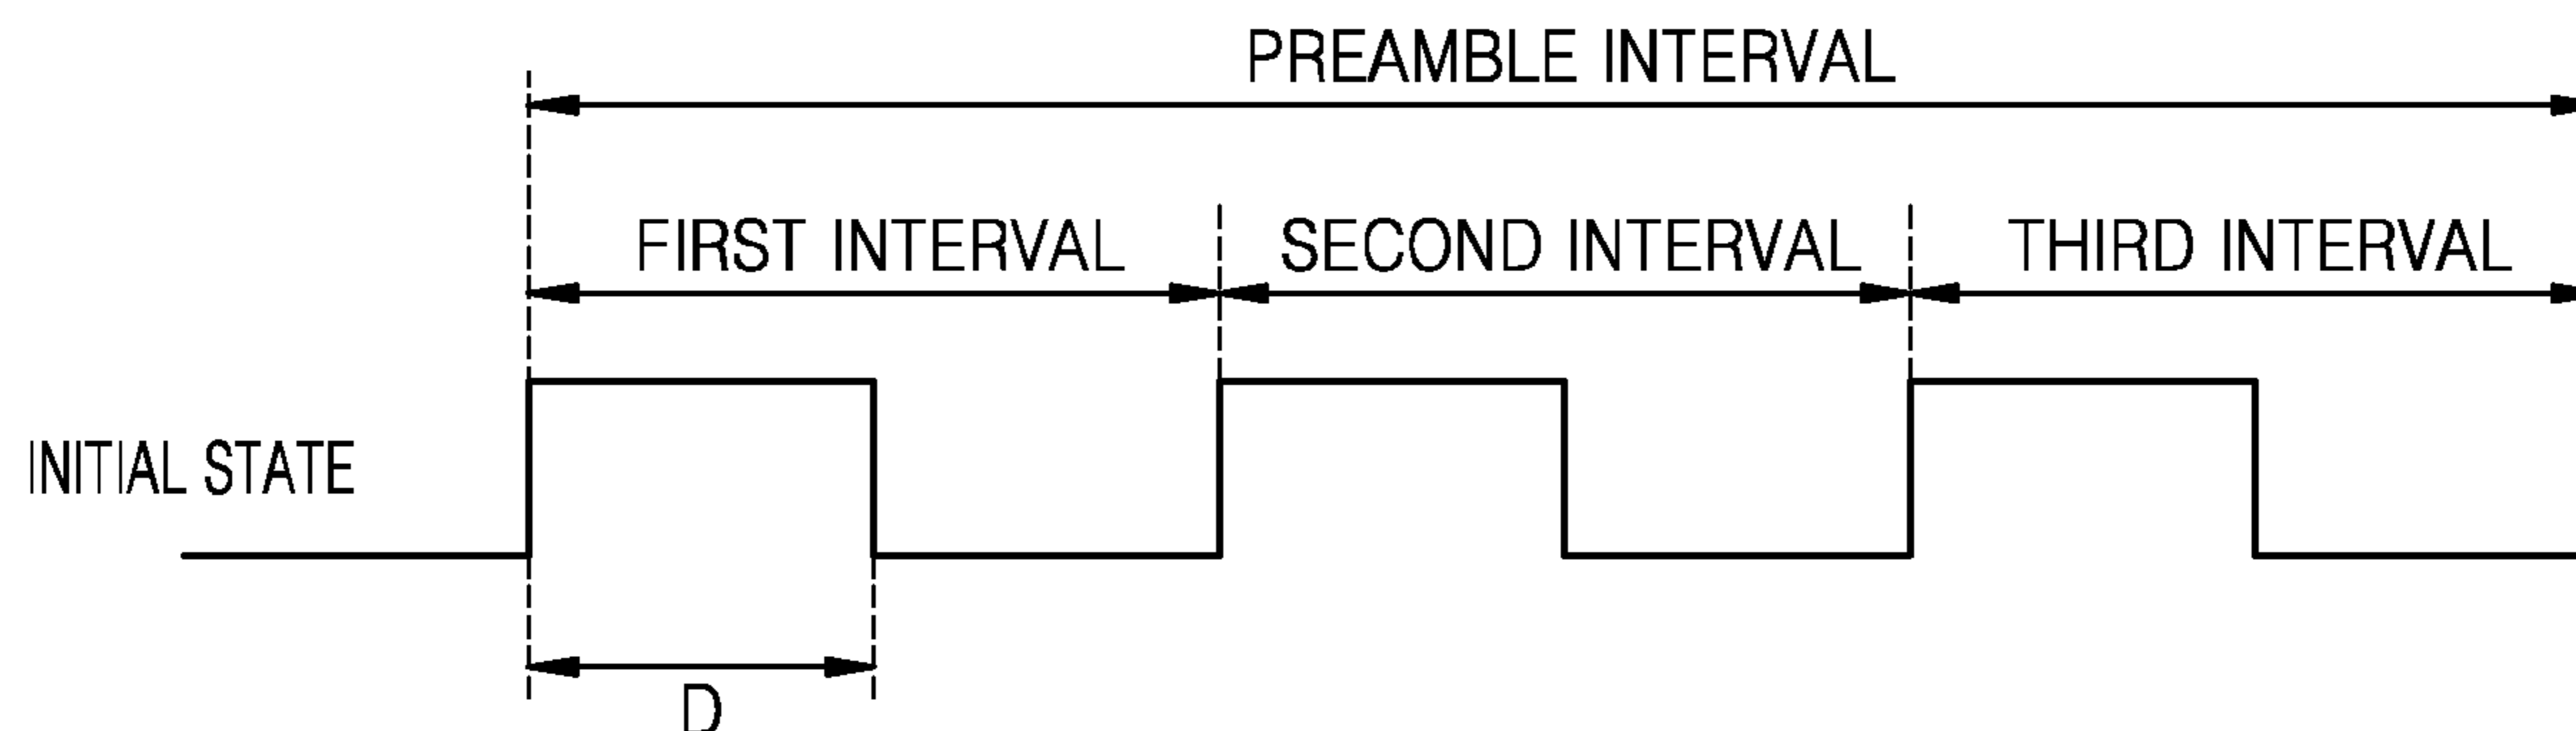 PREAMBLE INTERVAL
FIRST INTERVAL
SECOND INTERVAL
THIRD INTERVAL
INITIAL STATE
D